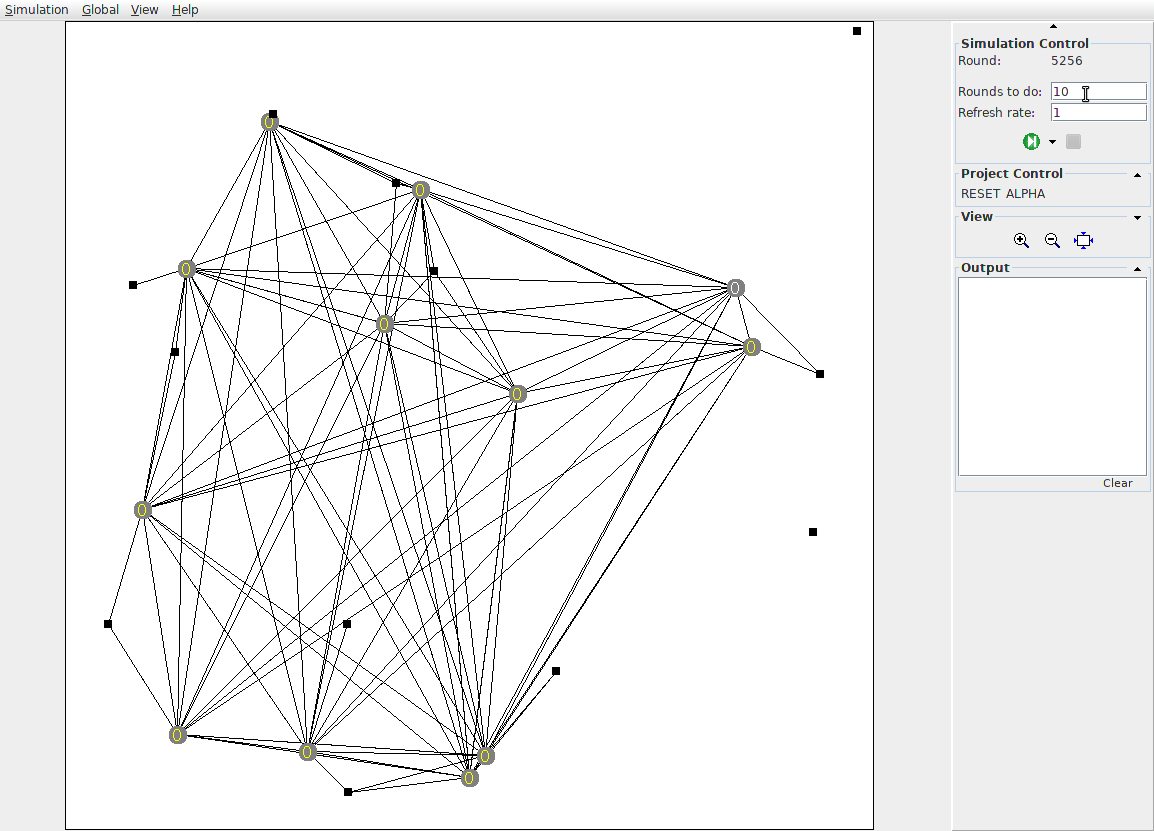 Simulation Global View Help
Simulation Control
Round: 5256
Rounds to do: 10
Refresh rate: 1
Project Control
RESET ALPHA
View
Output
Clear
0
0
0
0
0
0
0
0
0
0
0
0